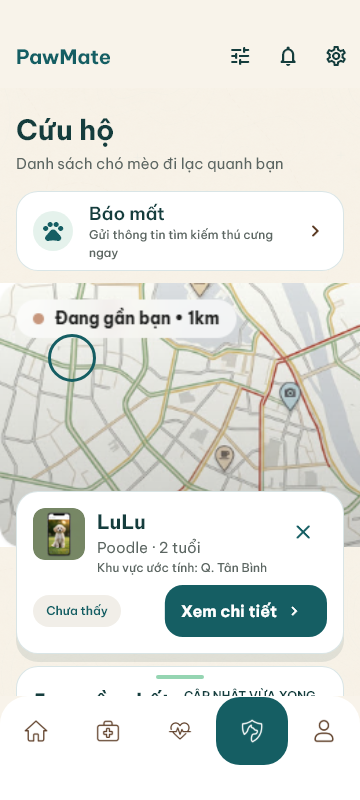 PawMate
Cứu hộ
Danh sách chó mèo đi lạc quanh bạn
Báo mất
Gửi thông tin tìm kiếm thú cưng
ngay
Đang gần bạn • 1km
LuLu
Poodle · 2 tuổi
Khu vực ước tính: Q. Tân Bình
Chưa thấy
Xem chi tiết
CẬP NHẬT VỪA XONG